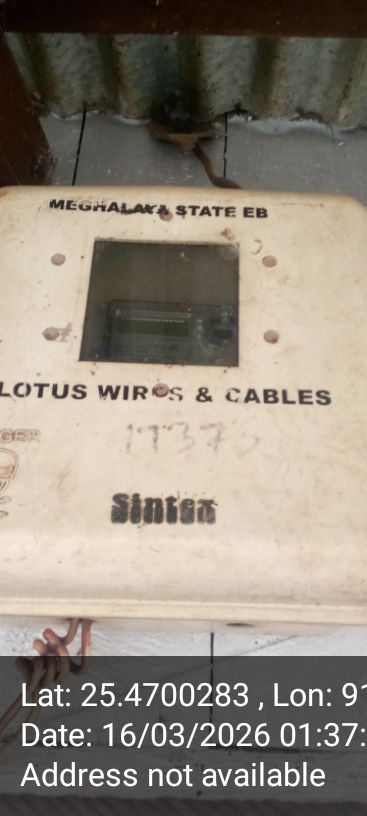 MEGHALAYA STATE EB
LOTUS WIRES & CABLES
GER
Sintex
Lat: 25.4700283 , Lon: 91
Date: 16/03/2026 01:37:
Address not available